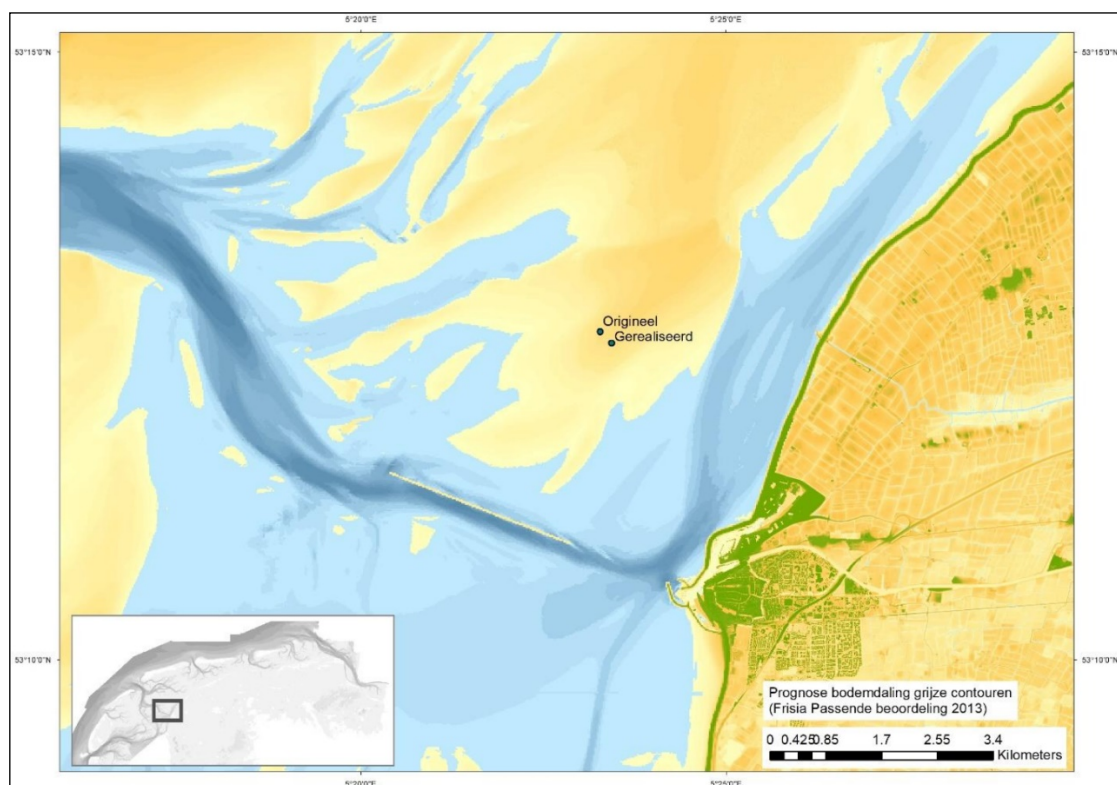 5°20'0"E 5°25'0"E
53°15'0"N 53°15'0"N
Origineel
Gerealiseerd
53°10'0"N 53°10'0"N
Prognose bodemdaling grijze contouren
(Frisia Passende beoordeling 2013)
0 0.425 0.85 1.7 2.55 3.4
Kilometers
5°20'0"E 5°25'0"E